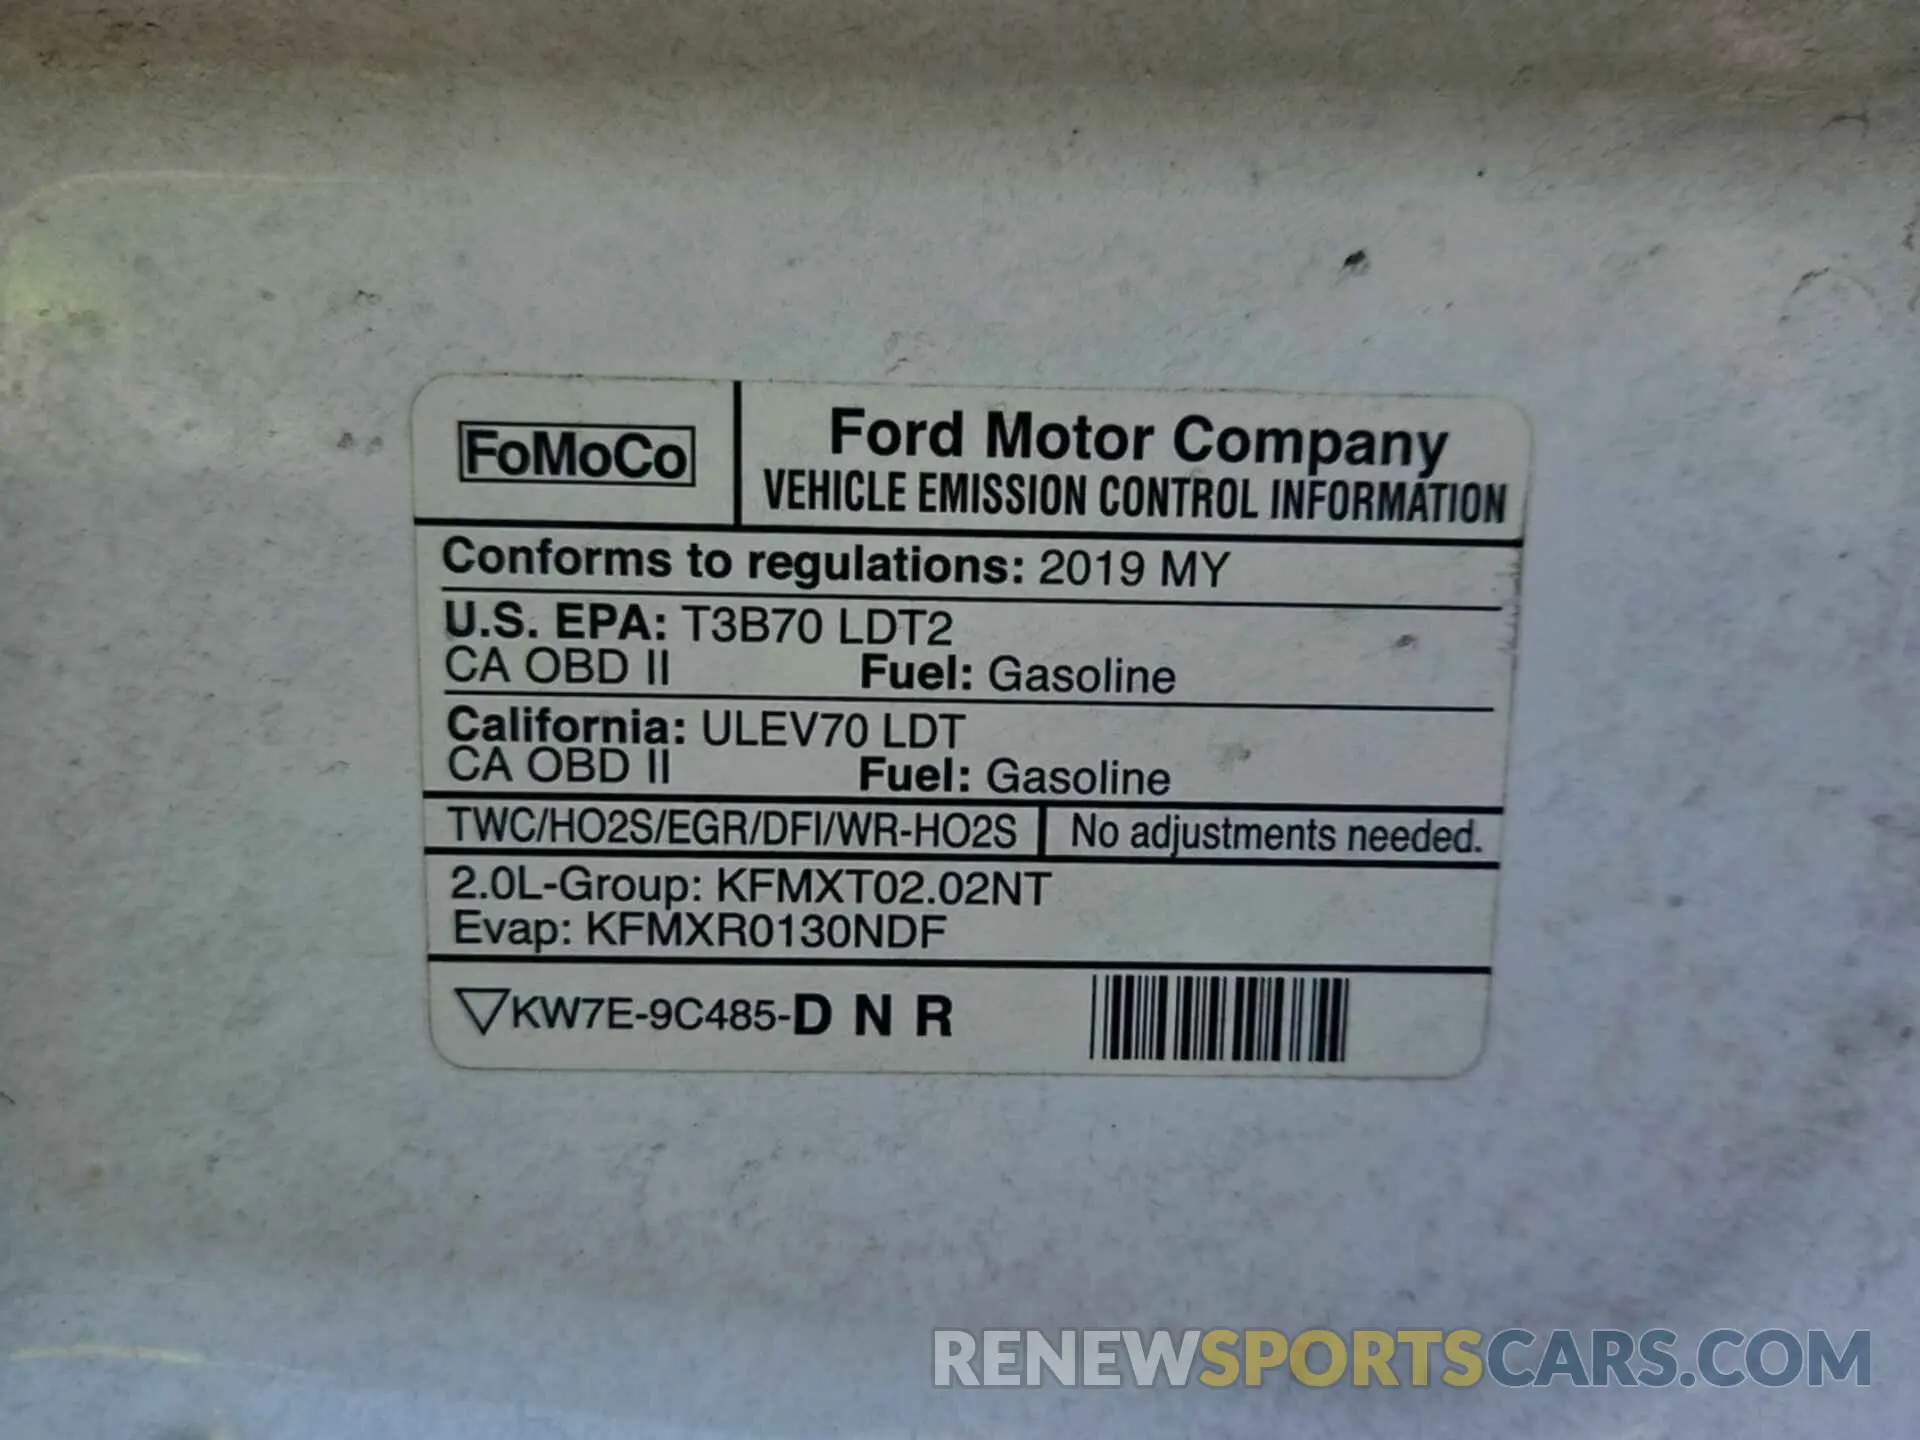 FoMoCo
Ford Motor Company
VEHICLE EMISSION CONTROL INFORMATION
Conforms to regulations: 2019 MY
U.S. EPA: T3B70 LDT2
CA OBD II Fuel: Gasoline
California: ULEV70 LDT
CA OBD II Fuel: Gasoline
TWC/HO2S/EGR/DFI/WR-HO2S No adjustments needed.
2.0L-Group: KFMXT02.02NT
Evap: KFMXR0130NDF
KW7E-9C485-D N R
RENEWSPORTSCARS.COM